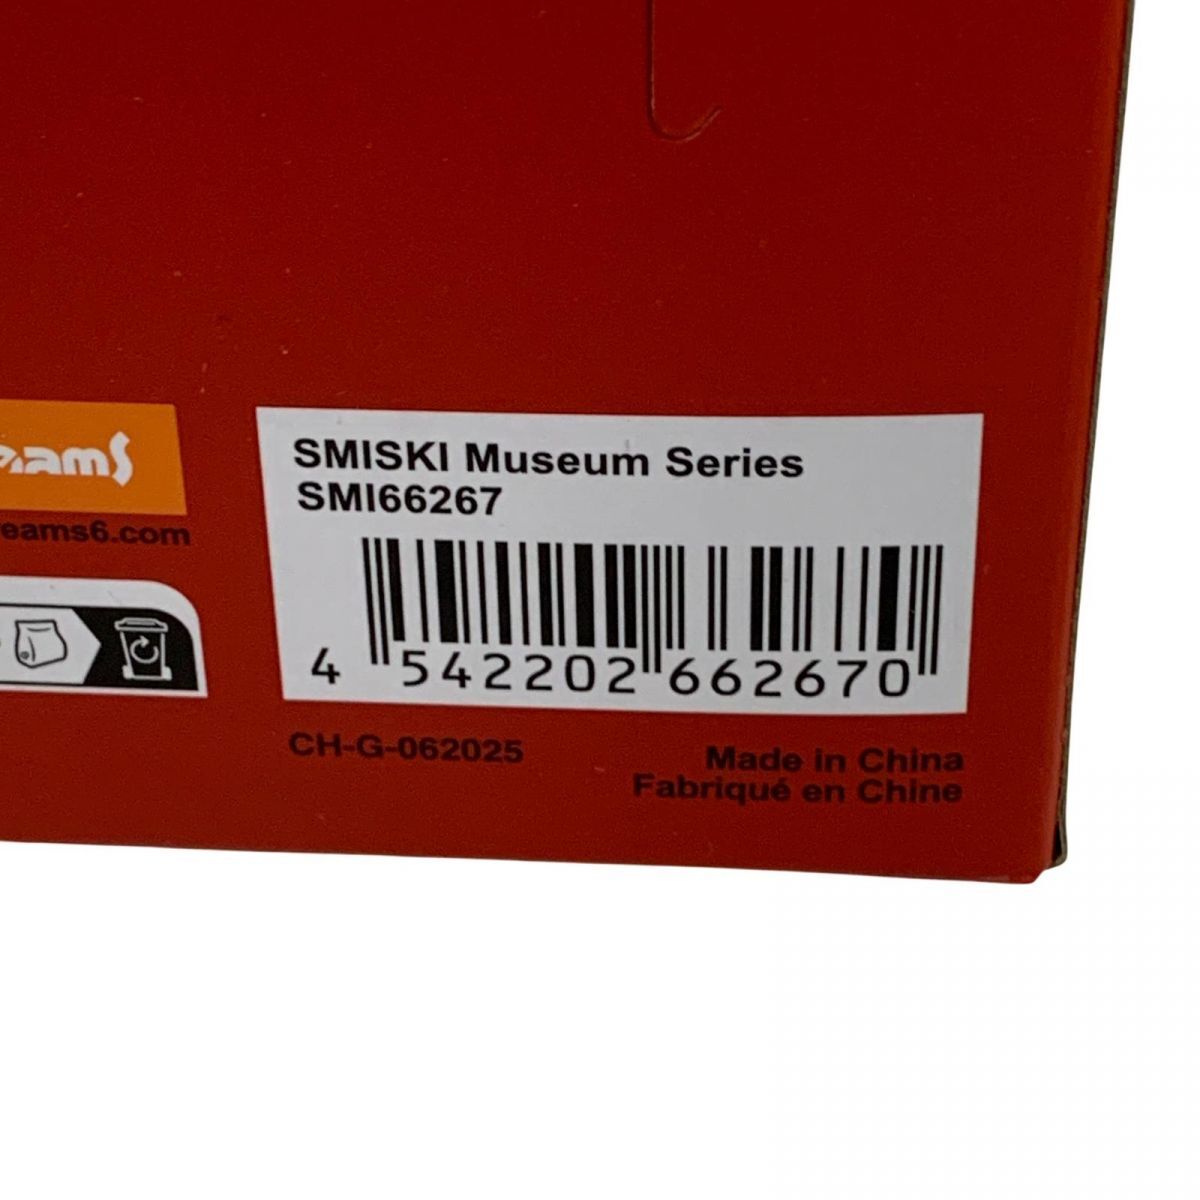 SMISKI Museum Series
SMI66267
4 542202 662670
CH-G-062025
Made in China
Fabriqué en Chine